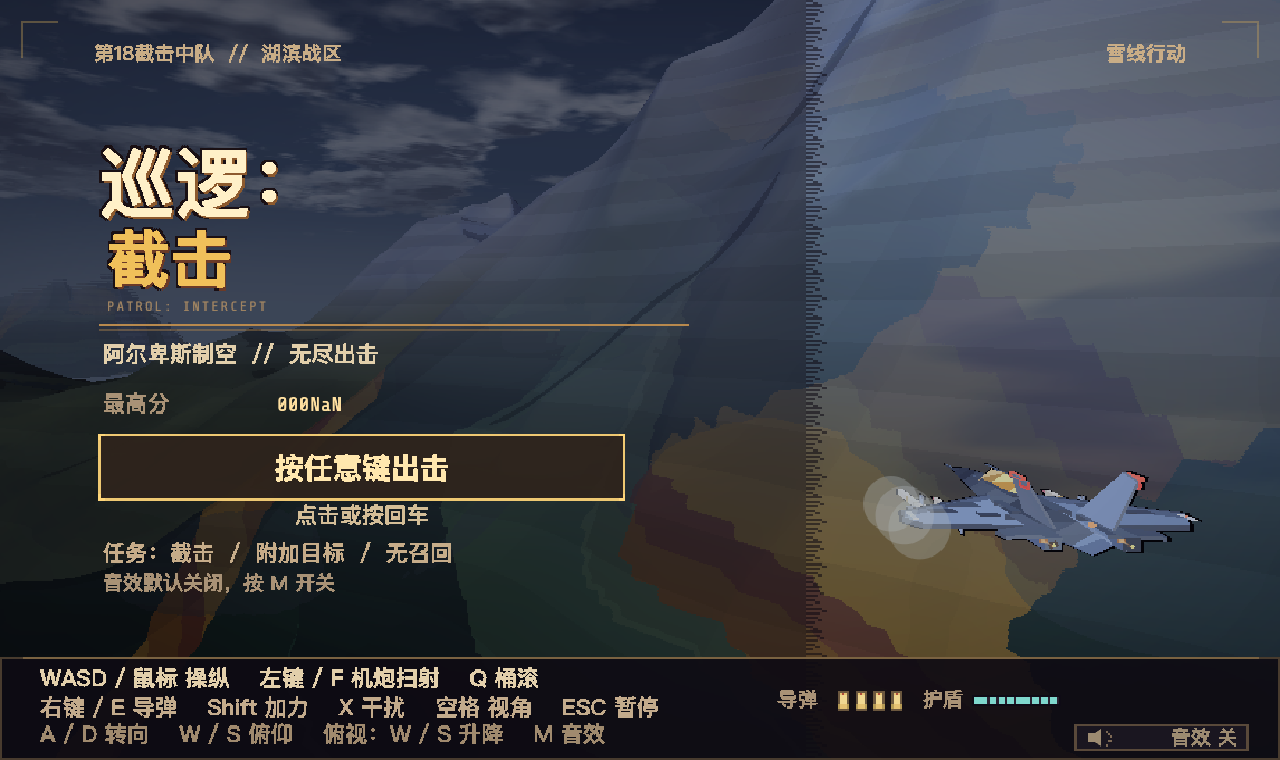 第18截击中队 // 湖滨战区
雪线行动
巡逻：
截击
PATROL: INTERCEPT
阿尔卑斯制空 // 无尽出击
最高分 000NaN
按任意键出击
点击或按回车
任务：截击 / 附加目标 / 无召回
音效默认关闭，按 M 开关
WASD / 鼠标 操纵 左键 / F 机炮扫射 Q 桶滚
右键 / E 导弹 Shift 加力 X 干扰 空格 视角 ESC 暂停
A / D 转向 W / S 俯仰 俯视：W / S 升降 M 音效
导弹 护盾
音效 关